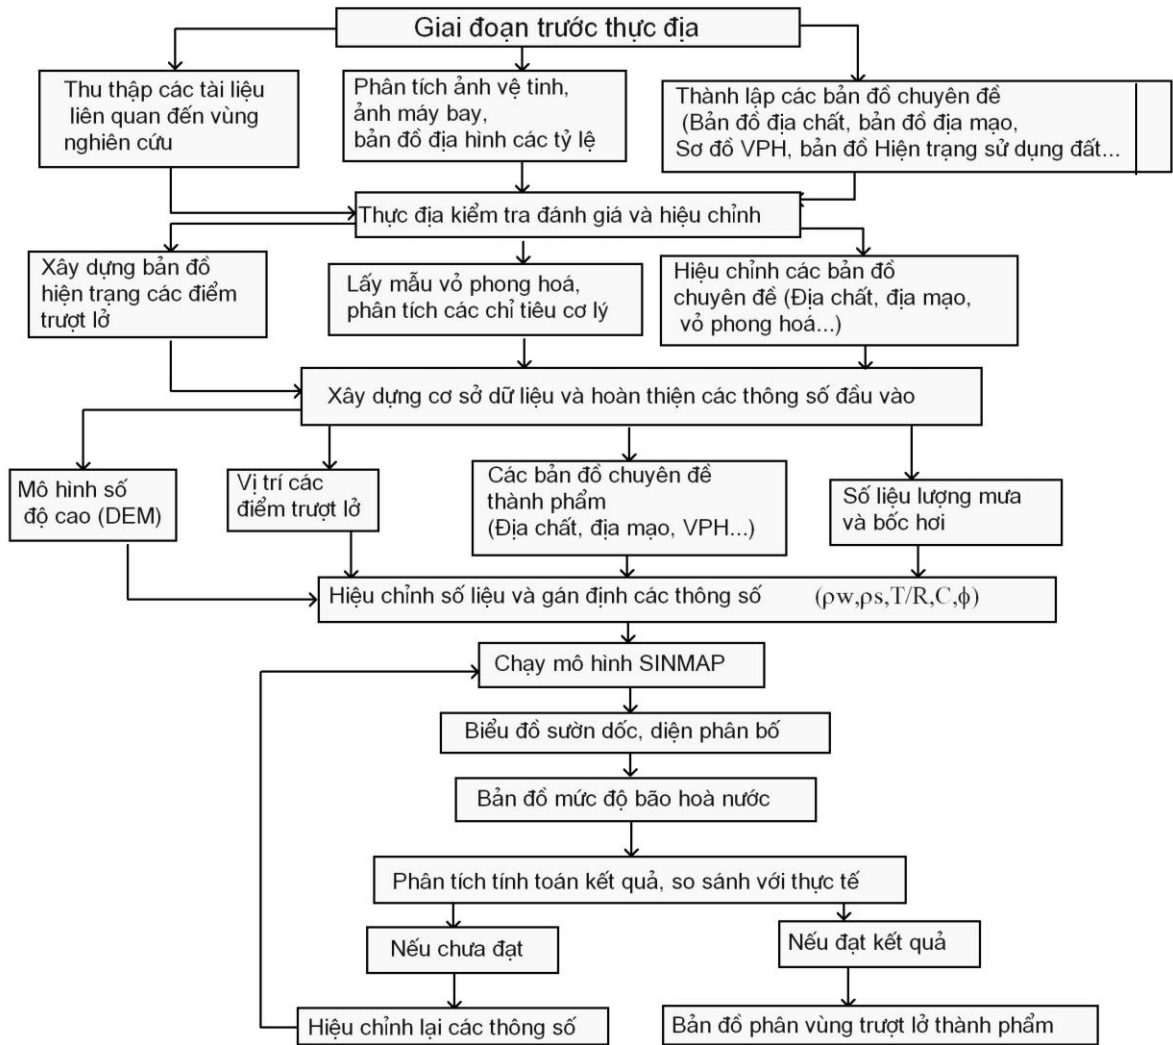 Giai đoạn trước thực địa
Thu thập các tài liệu
liên quan đến vùng
nghiên cứu
Phân tích ảnh vệ tinh,
ảnh máy bay,
bản đồ địa hình các tỷ lệ
Thành lập các bản đồ chuyên đề
(Bản đồ địa chất, bản đồ địa mạo,
Sơ đồ VPH, bản đồ Hiện trạng sử dụng đất...
Thực địa kiểm tra đánh giá và hiệu chỉnh
Xây dựng bản đồ
hiện trạng các điểm
trượt lở
Lấy mẫu vỏ phong hoá,
phân tích các chỉ tiêu cơ lý
Hiệu chỉnh các bản đồ
chuyên đề (Địa chất, địa mạo,
vỏ phong hoá...)
Xây dựng cơ sở dữ liệu và hoàn thiện các thông số đầu vào
Mô hình số
độ cao (DEM)
Vị trí các
điểm trượt lở
Các bản đồ chuyên đề
thành phẩm
(Địa chất, địa mạo, VPH...)
Số liệu lượng mưa
và bốc hơi
Hiệu chỉnh số liệu và gán định các thông số (ρw,ρs,T/R,C,ϕ)
Chạy mô hình SINMAP
Biểu đồ sườn dốc, diện phân bố
Bản đồ mức độ bão hoà nước
Phân tích tính toán kết quả, so sánh với thực tế
Nếu chưa đạt
Nếu đạt kết quả
Hiệu chỉnh lại các thông số
Bản đồ phân vùng trượt lở thành phẩm